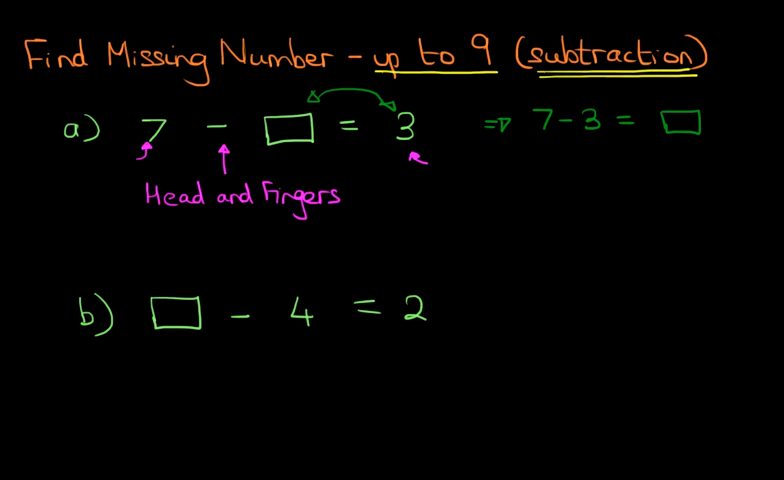 Find Missing Number - up to 9 (subtraction)
a) 7 - □ = 3 ⇒ 7 - 3 = □
Head and Fingers
b) □ - 4 = 2